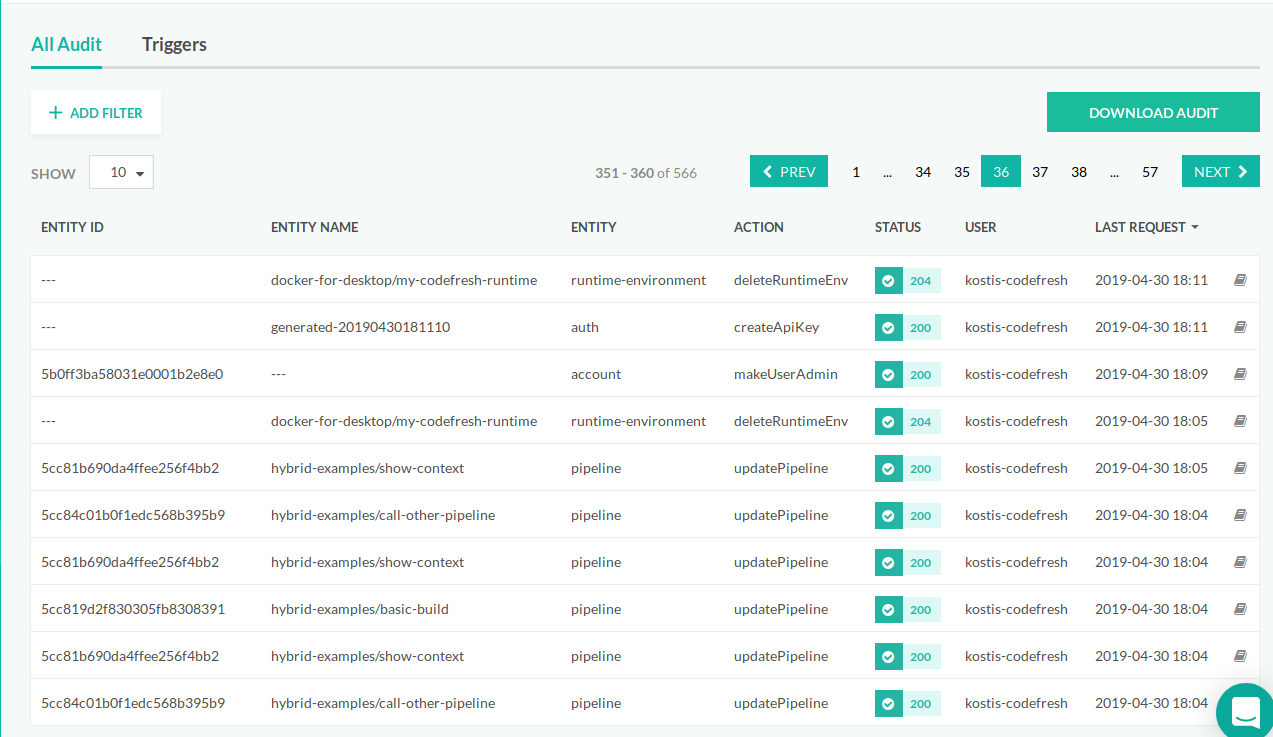 All Audit Triggers
+ ADD FILTER DOWNLOAD AUDIT
SHOW 10 351 - 360 of 566 PREV 1 ... 34 35 36 37 38 ... 57 NEXT
ENTITY ID ENTITY NAME ENTITY ACTION STATUS USER LAST REQUEST
--- docker-for-desktop/my-codefresh-runtime runtime-environment deleteRuntimeEnv 204 kostis-codefresh 2019-04-30 18:11
--- generated-20190430181110 auth createApiKey 200 kostis-codefresh 2019-04-30 18:11
5b0ff3ba58031e0001b2e8e0 --- account makeUserAdmin 200 kostis-codefresh 2019-04-30 18:09
--- docker-for-desktop/my-codefresh-runtime runtime-environment deleteRuntimeEnv 204 kostis-codefresh 2019-04-30 18:05
5cc81b690da4ffee256f4bb2 hybrid-examples/show-context pipeline updatePipeline 200 kostis-codefresh 2019-04-30 18:05
5cc84c01b0f1edc568b395b9 hybrid-examples/call-other-pipeline pipeline updatePipeline 200 kostis-codefresh 2019-04-30 18:04
5cc81b690da4ffee256f4bb2 hybrid-examples/show-context pipeline updatePipeline 200 kostis-codefresh 2019-04-30 18:04
5cc819d2f830305fb8308391 hybrid-examples/basic-build pipeline updatePipeline 200 kostis-codefresh 2019-04-30 18:04
5cc81b690da4ffee256f4bb2 hybrid-examples/show-context pipeline updatePipeline 200 kostis-codefresh 2019-04-30 18:04
5cc84c01b0f1edc568b395b9 hybrid-examples/call-other-pipeline pipeline updatePipeline 200 kostis-codefresh 2019-04-30 18:04